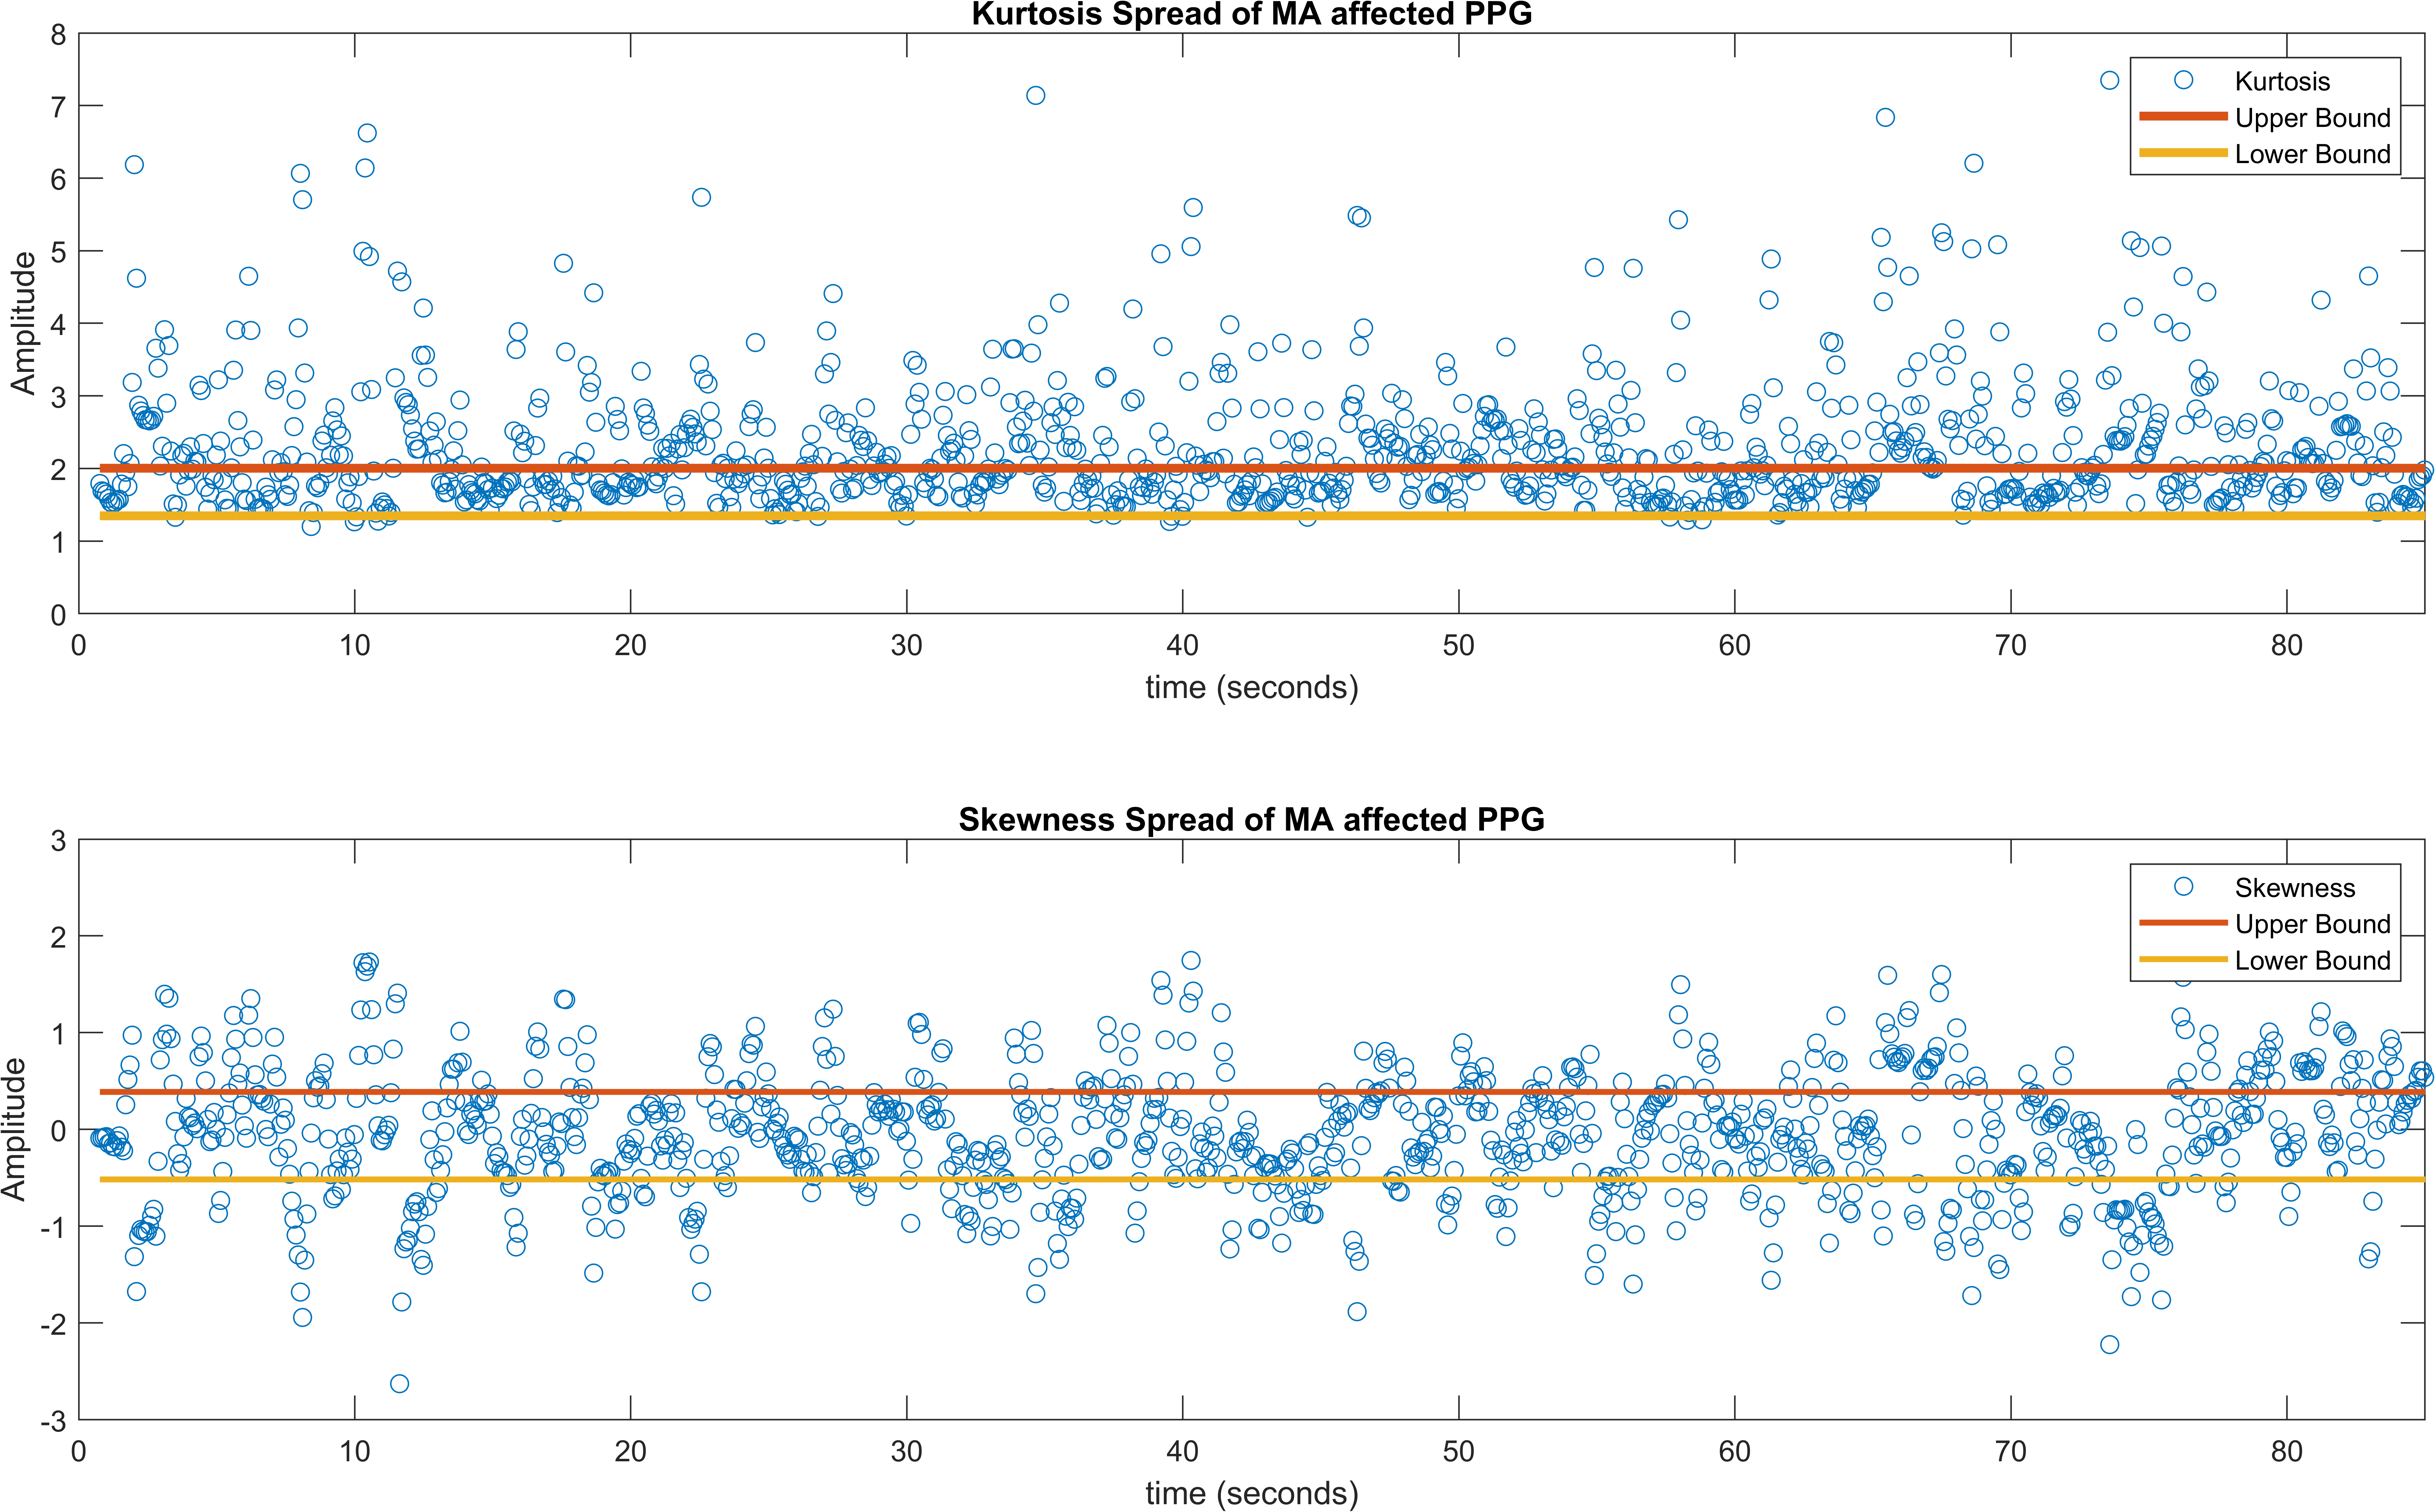 Kurtosis Spread of MA affected PPG
8
7
6
5
4
3
2
1
0
Amplitude
Kurtosis
Upper Bound
Lower Bound
0 10 20 30 40 50 60 70 80
time (seconds)
Skewness Spread of MA affected PPG
3
2
1
0
-1
-2
-3
Amplitude
Skewness
Upper Bound
Lower Bound
0 10 20 30 40 50 60 70 80
time (seconds)